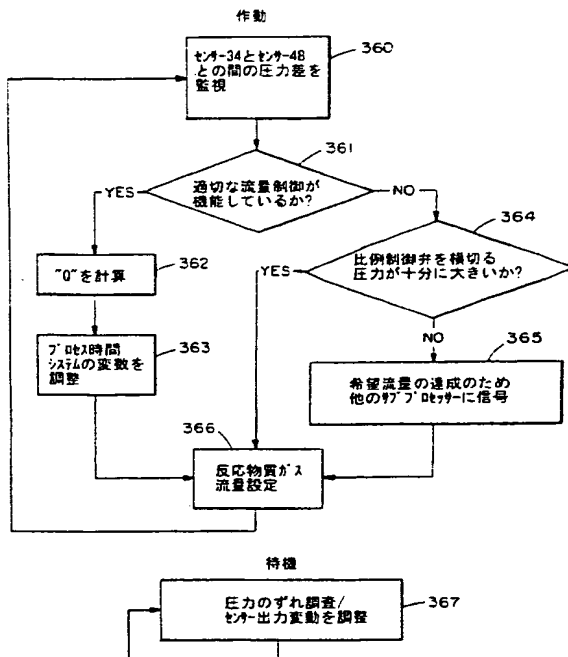 作動
センサー34とセンサー48
との間の圧力差を
監視
360
361
適切な流量制御が
機能しているか?
YES
NO
364
"Q"を計算
362
YES
比例制御弁を横切る
圧力が十分に大きいか?
NO
プロセス時間
システムの変数を
調整
363
365
希望流量の達成のため
他のサブプロセッサーに信号
366
反応物質ガス
流量設定
待機
圧力のずれ調査/
センサー出力変動を調整
367